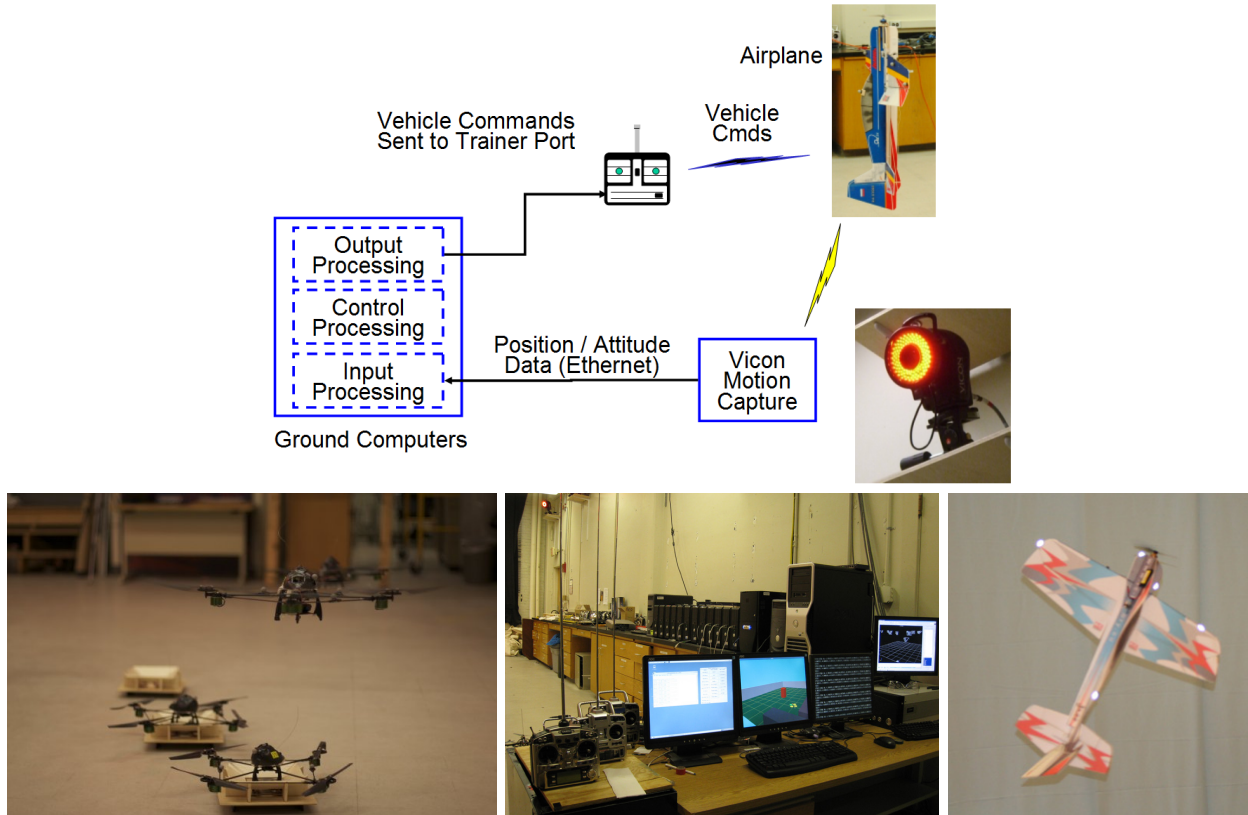 Airplane
Vehicle Commands
Sent to Trainer Port
Vehicle
Cmds
Output
Processing
Control
Processing
Input
Processing
Ground Computers
Position / Attitude
Data (Ethernet)
Vicon
Motion
Capture
VICON